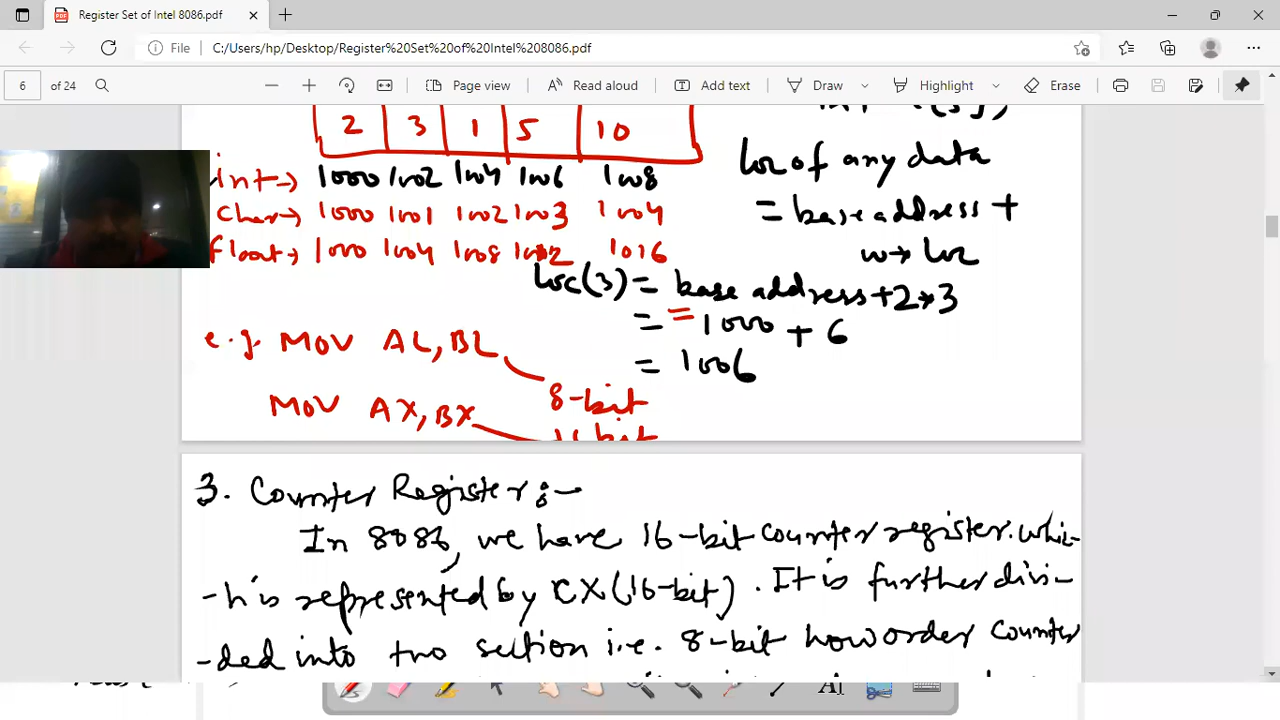 Register Set of Intel 8086.pdf
File C:/Users/hp/Desktop/Register%20Set%20of%20Intel%208086.pdf
6 of 24 Page view Read aloud Add text Draw Highlight Erase
2 3 1 5 10
int→ 1000 1002 1004 1006 1008
char→ 1000 1001 1002 1003 1004
float→ 1000 1004 1008 1012 1016
loc of any data
= base address +
w→ loc
loc(3) = base address + 2*3
= = 1000 + 6
= 1006
e.g. MOV AL, BL
8-bit
MOV AX, BX
16-bit
3. Counter Register:-
In 8086, we have 16-bit counter register. whic-
-h is represented by CX (16-bit). It is further divi-
-ded into two section i.e. 8-bit low order counter